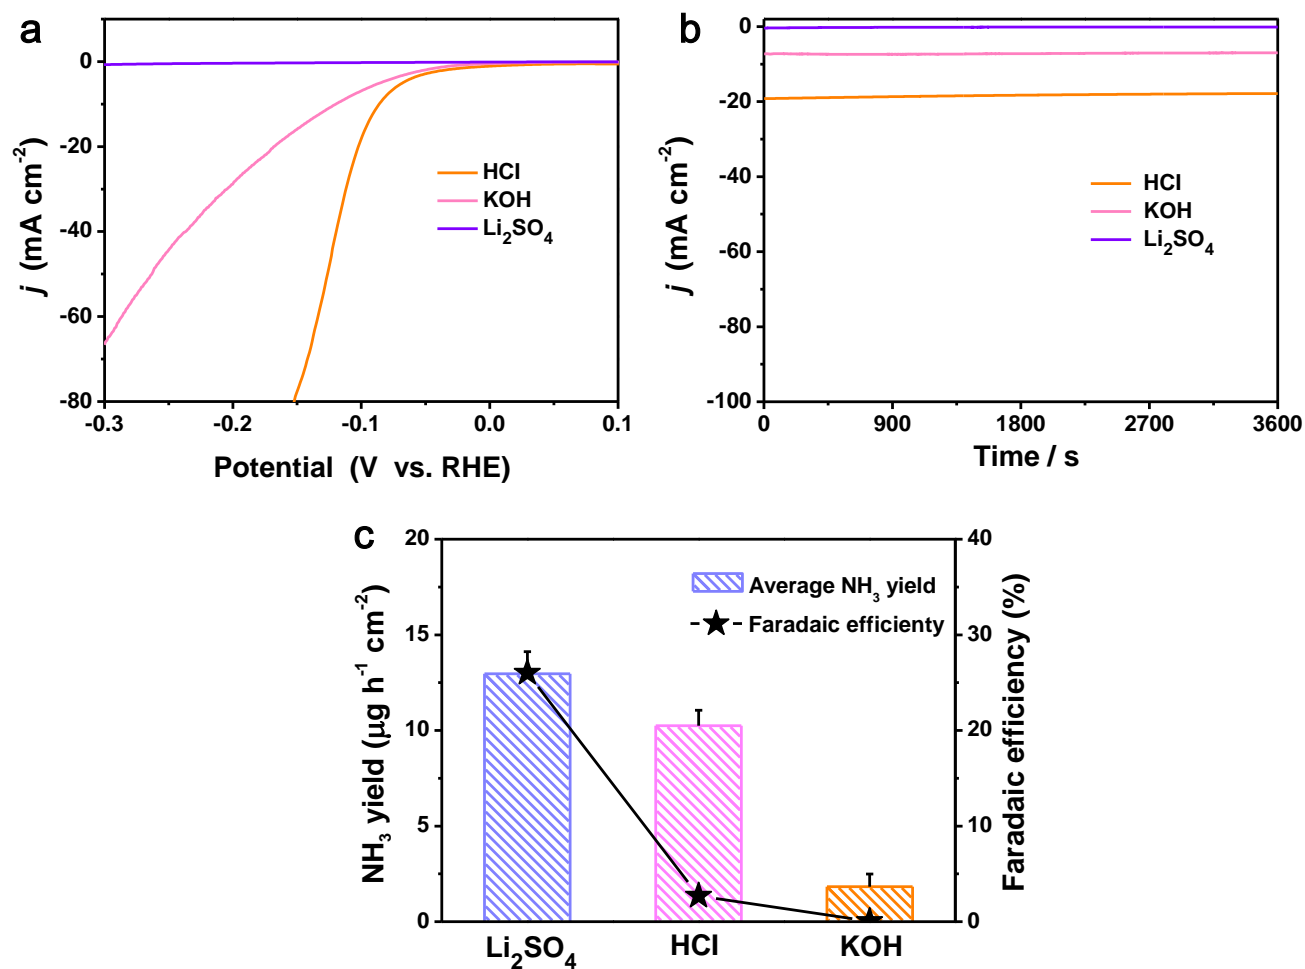 a
0
-20
-40
-60
-80
j (mA cm⁻²)
HCl
KOH
Li₂SO₄
-0.3 -0.2 -0.1 0.0 0.1
Potential (V vs. RHE)
b
0
-20
-40
-60
-80
-100
j (mA cm⁻²)
HCl
KOH
Li₂SO₄
0 900 1800 2700 3600
Time / s
c
20
15
10
5
0
NH₃ yield (μg h⁻¹ cm⁻²)
Average NH₃ yield
Faradaic efficienty
40
30
20
10
0
Faradaic efficiency (%)
Li₂SO₄ HCl KOH